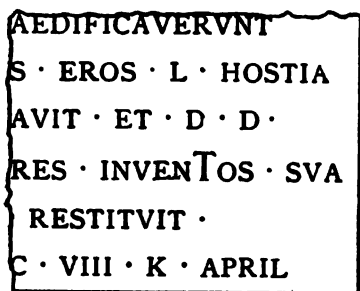 AEDIFICAVERVNT
S · EROS · L · HOSTIA
AVIT · ET · D · D ·
RES · INVENTOS · SVA
RESTITVIT ·
C · VIII · K · APRIL